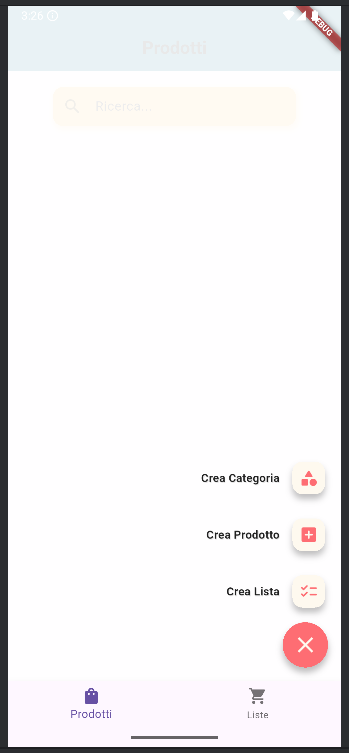 3:26
DEBUG
Prodotti
Ricerca...
Crea Categoria
Crea Prodotto
Crea Lista
Prodotti
Liste